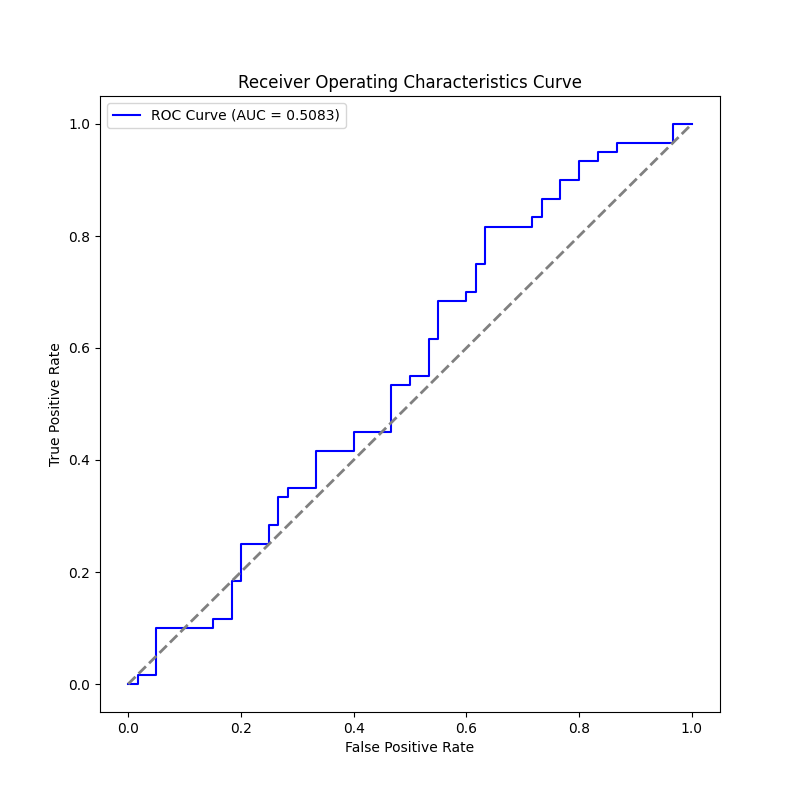 Receiver Operating Characteristics Curve
ROC Curve (AUC = 0.5083)
1.0
0.8
0.6
0.4
0.2
0.0
True Positive Rate
0.0 0.2 0.4 0.6 0.8 1.0
False Positive Rate